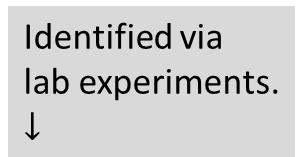 Identified via
lab experiments.
↓